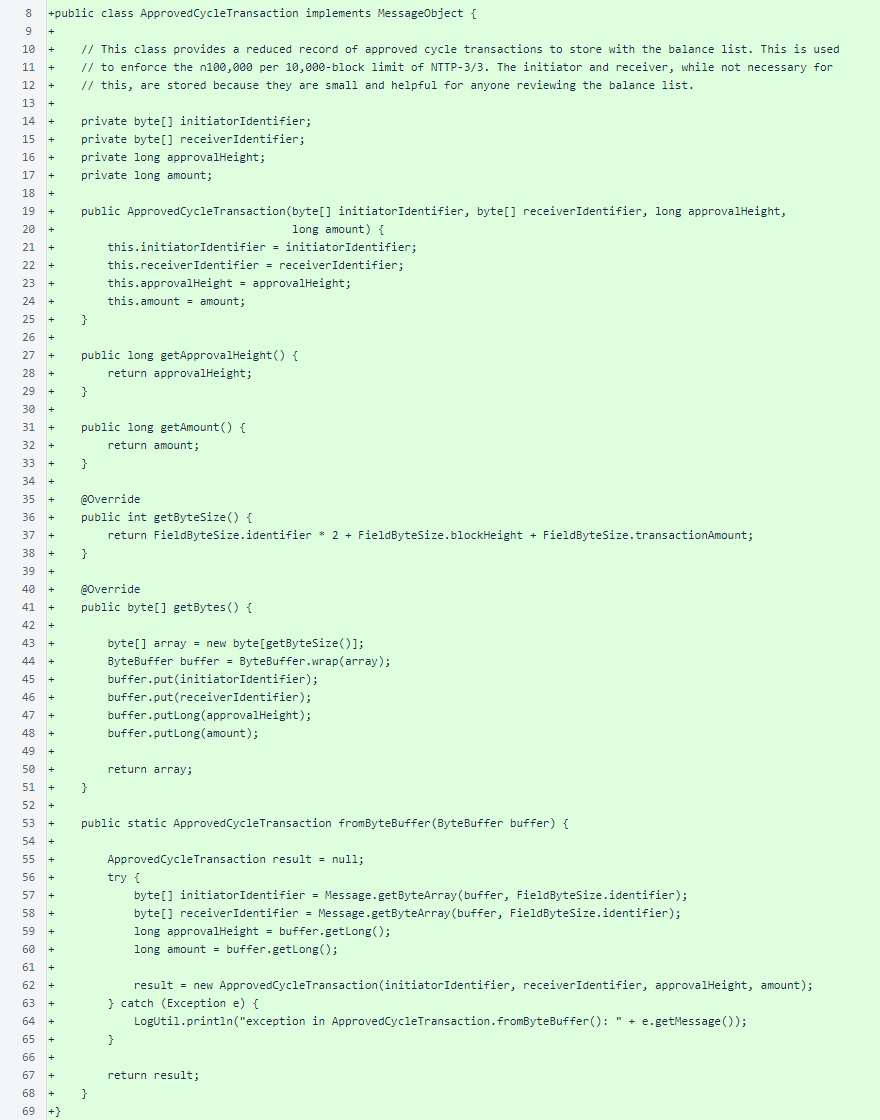 8 +public class ApprovedCycleTransaction implements MessageObject {
9 +
10 +    // This class provides a reduced record of approved cycle transactions to store with the balance list. This is used
11 +    // to enforce the ∩100,000 per 10,000-block limit of NTTP-3/3. The initiator and receiver, while not necessary for
12 +    // this, are stored because they are small and helpful for anyone reviewing the balance list.
13 +
14 +    private byte[] initiatorIdentifier;
15 +    private byte[] receiverIdentifier;
16 +    private long approvalHeight;
17 +    private long amount;
18 +
19 +    public ApprovedCycleTransaction(byte[] initiatorIdentifier, byte[] receiverIdentifier, long approvalHeight,
20 +                                    long amount) {
21 +        this.initiatorIdentifier = initiatorIdentifier;
22 +        this.receiverIdentifier = receiverIdentifier;
23 +        this.approvalHeight = approvalHeight;
24 +        this.amount = amount;
25 +    }
26 +
27 +    public long getApprovalHeight() {
28 +        return approvalHeight;
29 +    }
30 +
31 +    public long getAmount() {
32 +        return amount;
33 +    }
34 +
35 +    @Override
36 +    public int getByteSize() {
37 +        return FieldByteSize.identifier * 2 + FieldByteSize.blockHeight + FieldByteSize.transactionAmount;
38 +    }
39 +
40 +    @Override
41 +    public byte[] getBytes() {
42 +
43 +        byte[] array = new byte[getByteSize()];
44 +        ByteBuffer buffer = ByteBuffer.wrap(array);
45 +        buffer.put(initiatorIdentifier);
46 +        buffer.put(receiverIdentifier);
47 +        buffer.putLong(approvalHeight);
48 +        buffer.putLong(amount);
49 +
50 +        return array;
51 +    }
52 +
53 +    public static ApprovedCycleTransaction fromByteBuffer(ByteBuffer buffer) {
54 +
55 +        ApprovedCycleTransaction result = null;
56 +        try {
57 +            byte[] initiatorIdentifier = Message.getByteArray(buffer, FieldByteSize.identifier);
58 +            byte[] receiverIdentifier = Message.getByteArray(buffer, FieldByteSize.identifier);
59 +            long approvalHeight = buffer.getLong();
60 +            long amount = buffer.getLong();
61 +
62 +            result = new ApprovedCycleTransaction(initiatorIdentifier, receiverIdentifier, approvalHeight, amount);
63 +        } catch (Exception e) {
64 +            LogUtil.println("exception in ApprovedCycleTransaction.fromByteBuffer(): " + e.getMessage());
65 +        }
66 +
67 +        return result;
68 +    }
69 +}